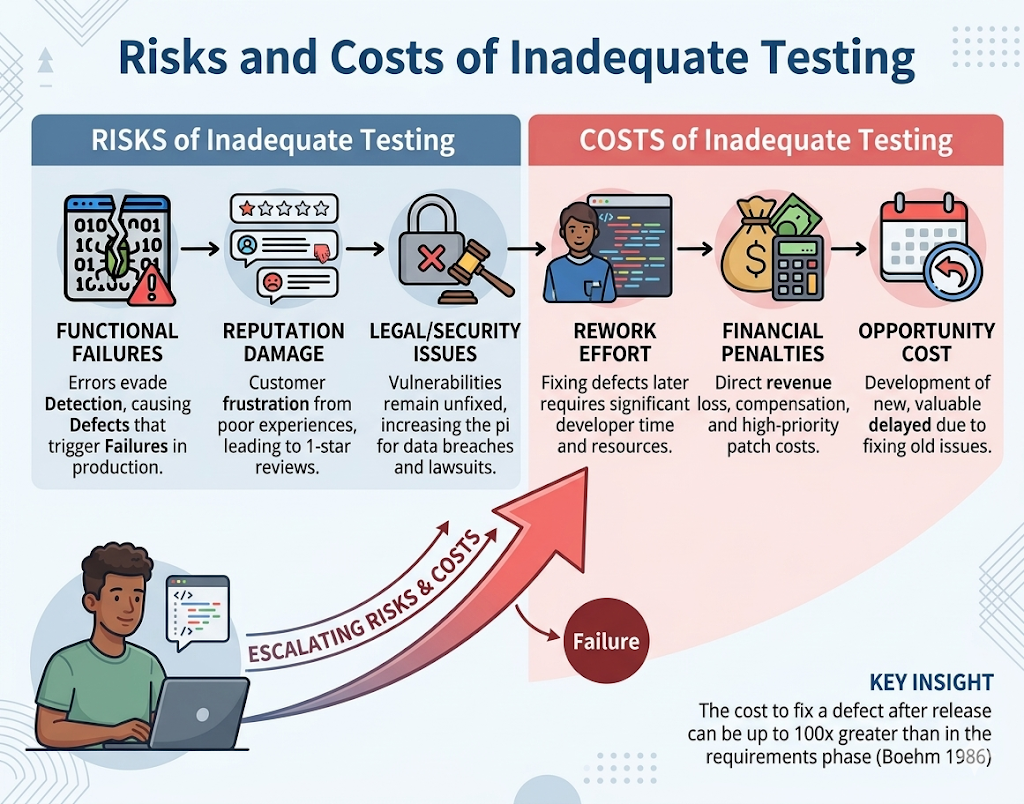 Risks and Costs of Inadequate Testing
RISKS of Inadequate Testing
FUNCTIONAL
FAILURES
Errors evade
Detection, causing
Defects that
trigger Failures in
production.
REPUTATION
DAMAGE
Customer
frustration from
poor experiences,
leading to 1-star
reviews.
LEGAL/SECURITY
ISSUES
Vulnerabilities
remain unfixed,
increasing the pi
for data breaches
and lawsuits.
COSTS of Inadequate Testing
REWORK
EFFORT
Fixing defects later
requires significant
developer time
and resources.
FINANCIAL
PENALTIES
Direct revenue
loss, compensation,
and high-priority
patch costs.
OPPORTUNITY
COST
Development of
new, valuable
delayed due to
fixing old issues.
</>
</>
</>
ESCALATING RISKS & COSTS
Failure
KEY INSIGHT
The cost to fix a defect after release
can be up to 100x greater than in the
requirements phase (Boehm 1986)